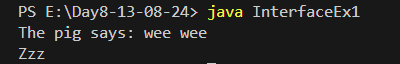 PS E:\Day8-13-08-24> java InterfaceEx1
The pig says: wee wee
Zzz